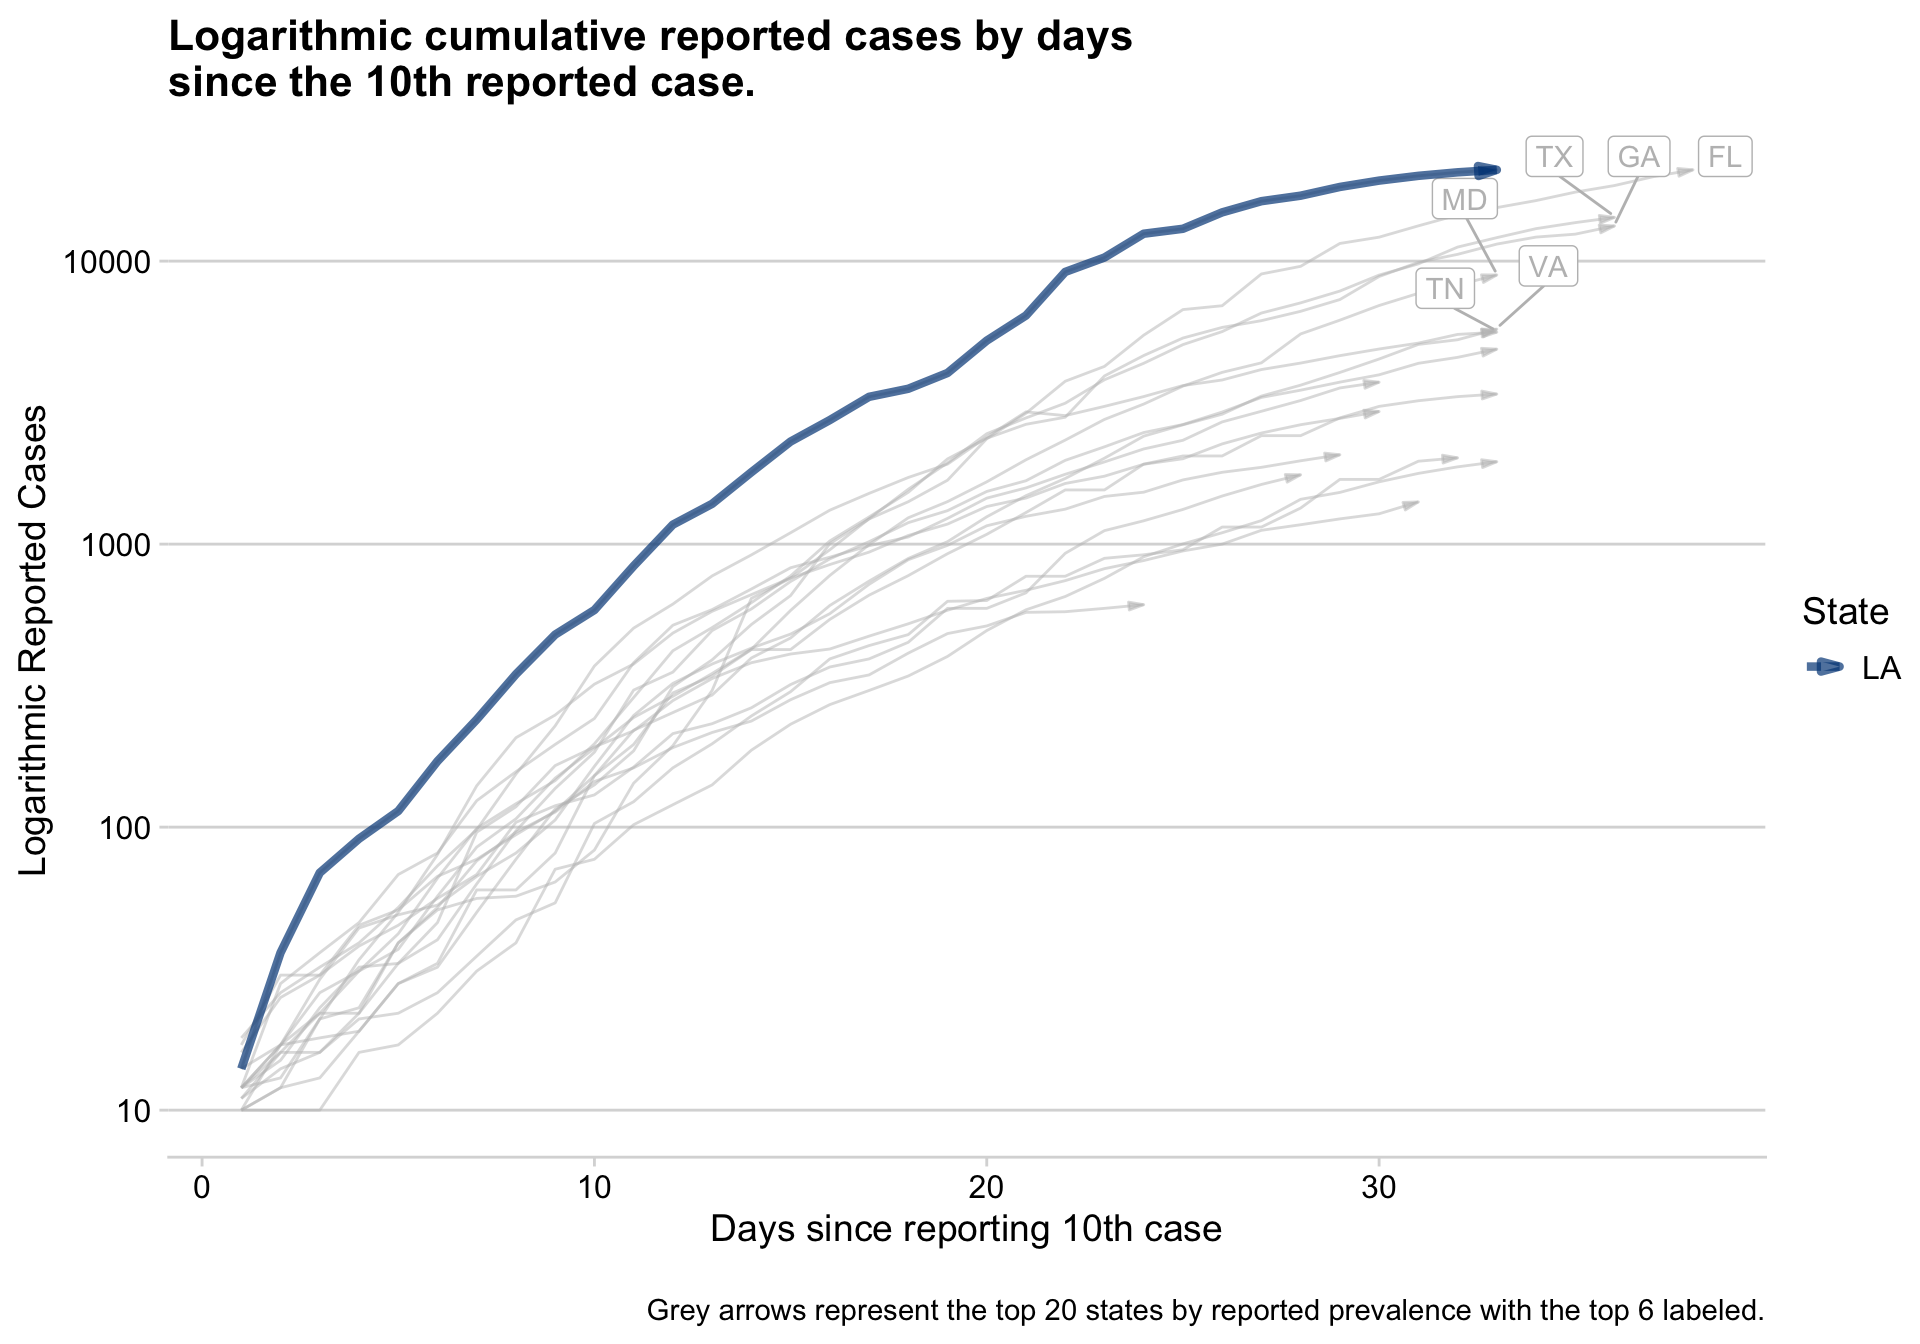 Logarithmic cumulative reported cases by days
since the 10th reported case.
TX
GA
FL
MD
VA
TN
10000
1000
100
10
Logarithmic Reported Cases
State
LA
0
10
20
30
Days since reporting 10th case
Grey arrows represent the top 20 states by reported prevalence with the top 6 labeled.